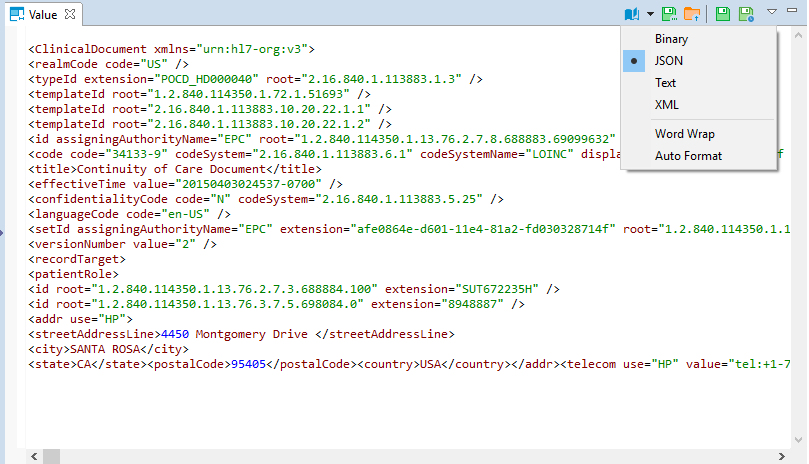 Value
Binary
JSON
Text
XML
Word Wrap
Auto Format
<ClinicalDocument xmlns="urn:hl7-org:v3">
<realmCode code="US" />
<typeId extension="POCD_HD000040" root="2.16.840.1.113883.1.3" />
<templateId root="1.2.840.114350.1.72.1.51693" />
<templateId root="2.16.840.1.113883.10.20.22.1.1" />
<templateId root="2.16.840.1.113883.10.20.22.1.2" />
<id assigningAuthorityName="EPC" root="1.2.840.114350.1.13.76.2.7.8.688883.69099632"
<code code="34133-9" codeSystem="2.16.840.1.113883.6.1" codeSystemName="LOINC" displa
<title>Continuity of Care Document</title>
<effectiveTime value="20150403024537-0700" />
<confidentialityCode code="N" codeSystem="2.16.840.1.113883.5.25" />
<languageCode code="en-US" />
<setId assigningAuthorityName="EPC" extension="afe0864e-d601-11e4-81a2-fd030328714f" root="1.2.840.114350.1.1
<versionNumber value="2" />
<recordTarget>
<patientRole>
<id root="1.2.840.114350.1.13.76.2.7.3.688884.100" extension="SUT672235H" />
<id root="1.2.840.114350.1.13.76.3.7.5.698084.0" extension="8948887" />
<addr use="HP">
<streetAddressLine>4450 Montgomery Drive </streetAddressLine>
<city>SANTA ROSA</city>
<state>CA</state><postalCode>95405</postalCode><country>USA</country></addr><telecom use="HP" value="tel:+1-7